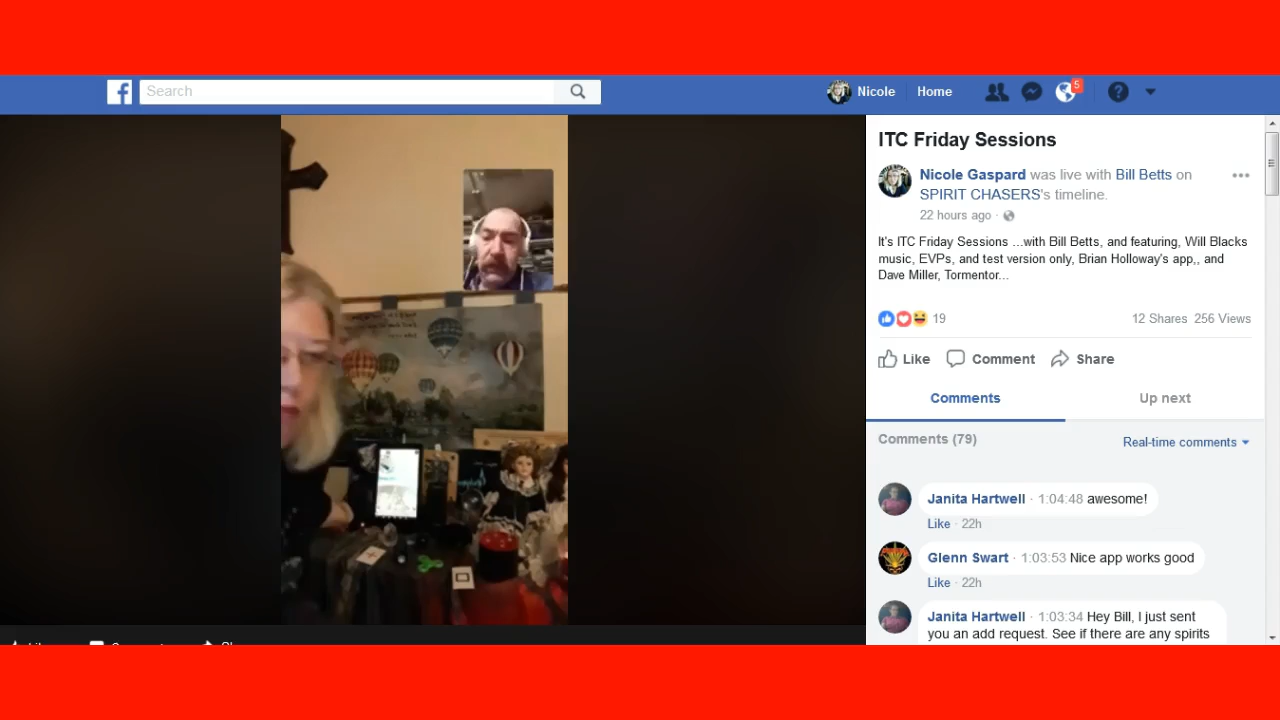 Search
Nicole
Home
5
ITC Friday Sessions
Nicole Gaspard was live with Bill Betts on
SPIRIT CHASERS's timeline.
22 hours ago
It's ITC Friday Sessions ...with Bill Betts, and featuring, Will Blacks
music, EVPs, and test version only, Brian Holloway's app,, and
Dave Miller, Tormentor...
19
12 Shares 256 Views
Like Comment Share
Comments Up next
Comments (79)
Real-time comments
Janita Hartwell · 1:04:48 awesome!
Like · 22h
Glenn Swart · 1:03:53 Nice app works good
Like · 22h
Janita Hartwell · 1:03:34 Hey Bill, I just sent
you an add request. See if there are any spirits